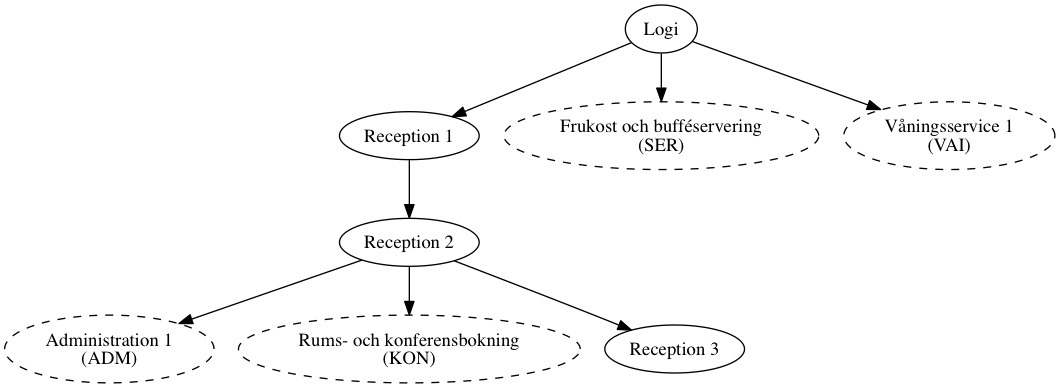 Logi
Reception 1
Frukost och bufféservering
(SER)
Våningsservice 1
(VAI)
Reception 2
Administration 1
(ADM)
Rums- och konferensbokning
(KON)
Reception 3